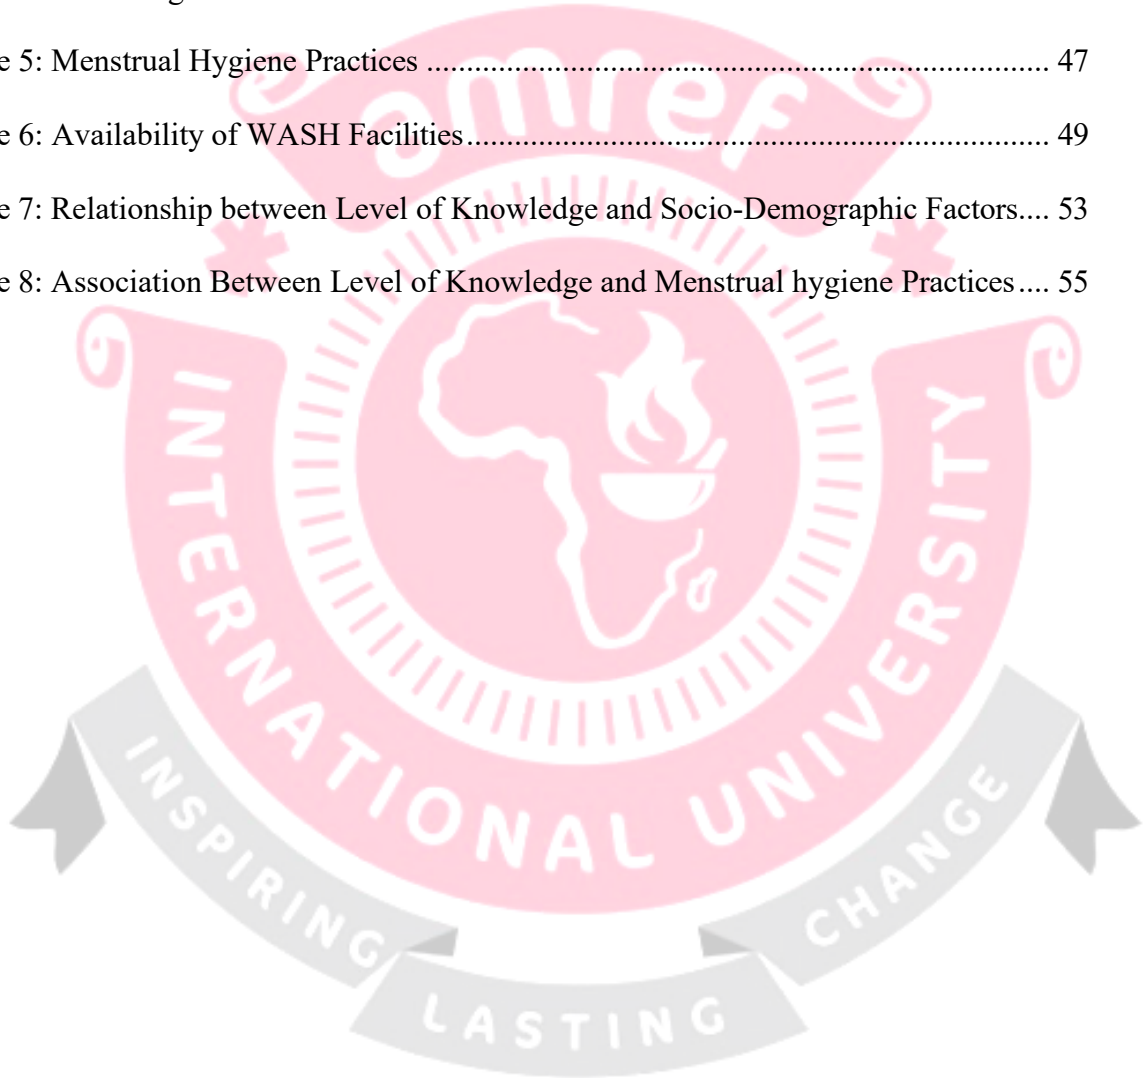 e 5: Menstrual Hygiene Practices ................................................................................ 47
e 6: Availability of WASH Facilities........................................................................... 49
e 7: Relationship between Level of Knowledge and Socio-Demographic Factors.... 53
e 8: Association Between Level of Knowledge and Menstrual hygiene Practices.... 55
amref
INTERNATIONAL UNIVERSITY
INSPIRING LASTING CHANGE